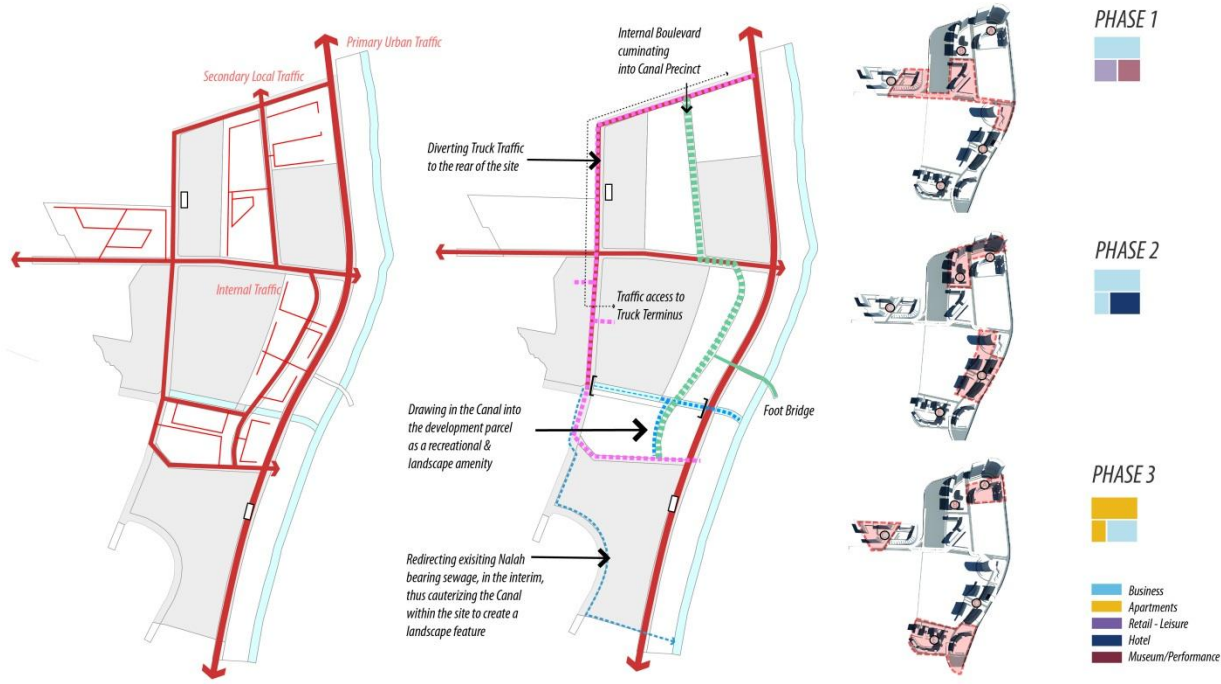 Primary Urban Traffic
Secondary Local Traffic
Internal Traffic
Internal Boulevard
cuminating
into Canal Precinct
Diverting Truck Traffic
to the rear of the site
Traffic access to
Truck Terminus
Foot Bridge
Drawing in the Canal into
the development parcel
as a recreational &
landscape amenity
Redirecting exisiting Nalah
bearing sewage, in the interim,
thus cauterizing the Canal
within the site to create a
landscape feature
PHASE 1
PHASE 2
PHASE 3
Business
Apartments
Retail - Leisure
Hotel
Museum/Performance